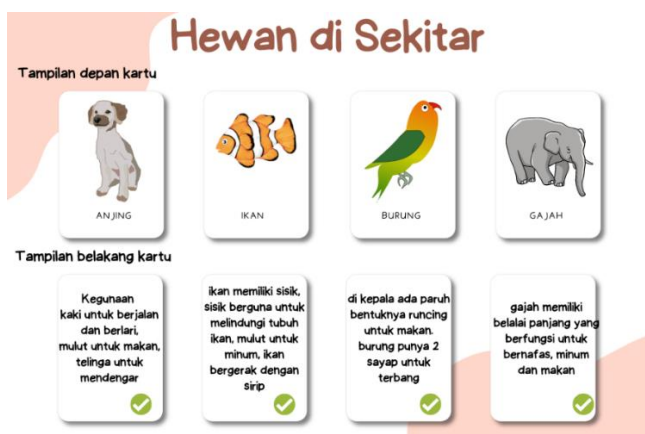 Hewan di Sekitar
Tampilan depan kartu
ANJING
IKAN
BURUNG
GAJAH
Tampilan belakang kartu
Kegunaan
kaki untuk berjalan
dan berlari,
mulut untuk makan,
telinga untuk
mendengar
ikan memiliki sisik,
sisik berguna untuk
melindungi tubuh
ikan, mulut untuk
minum, ikan
bergerak dengan
sirip
di kepala ada paruh
bentuknya runcing
untuk makan.
burung punya 2
sayap untuk
terbang
gajah memiliki
belalai panjang yang
berfungsi untuk
bernafas, minum
dan makan